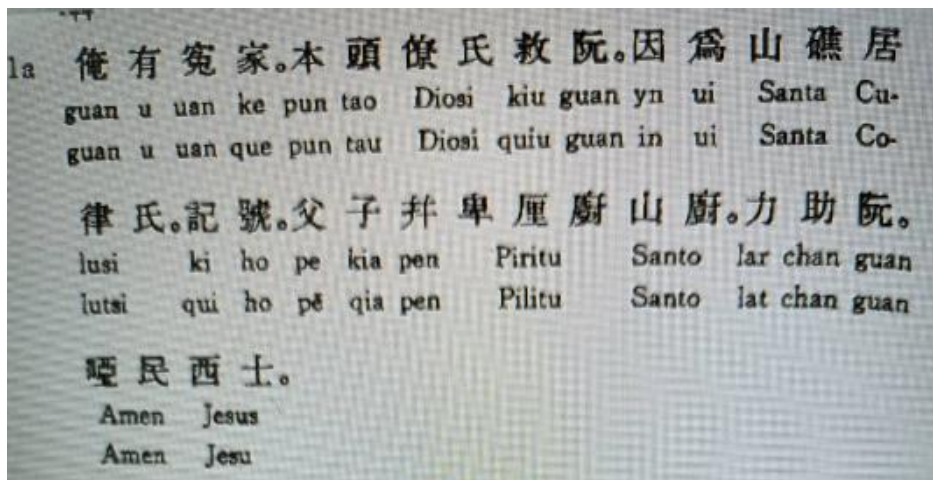 1a 俺有寃家。本頭僚氏救阮。因爲山礁居
guan u uan ke pun tao Diosi kiu guan yn ui Santa Cu-
guan u uan que pun tau Diosi quiu guan in ui Santa Co-
律氏。記號。父子幷卑厘廚山廚。力助阮。
lusi ki ho pe kia pen Piritu Santo lar chan guan
lutsi qui ho pě qia pen Pilitu Santo lat chan guan
哑民西士。
Amen Jesus
Amen Jesu